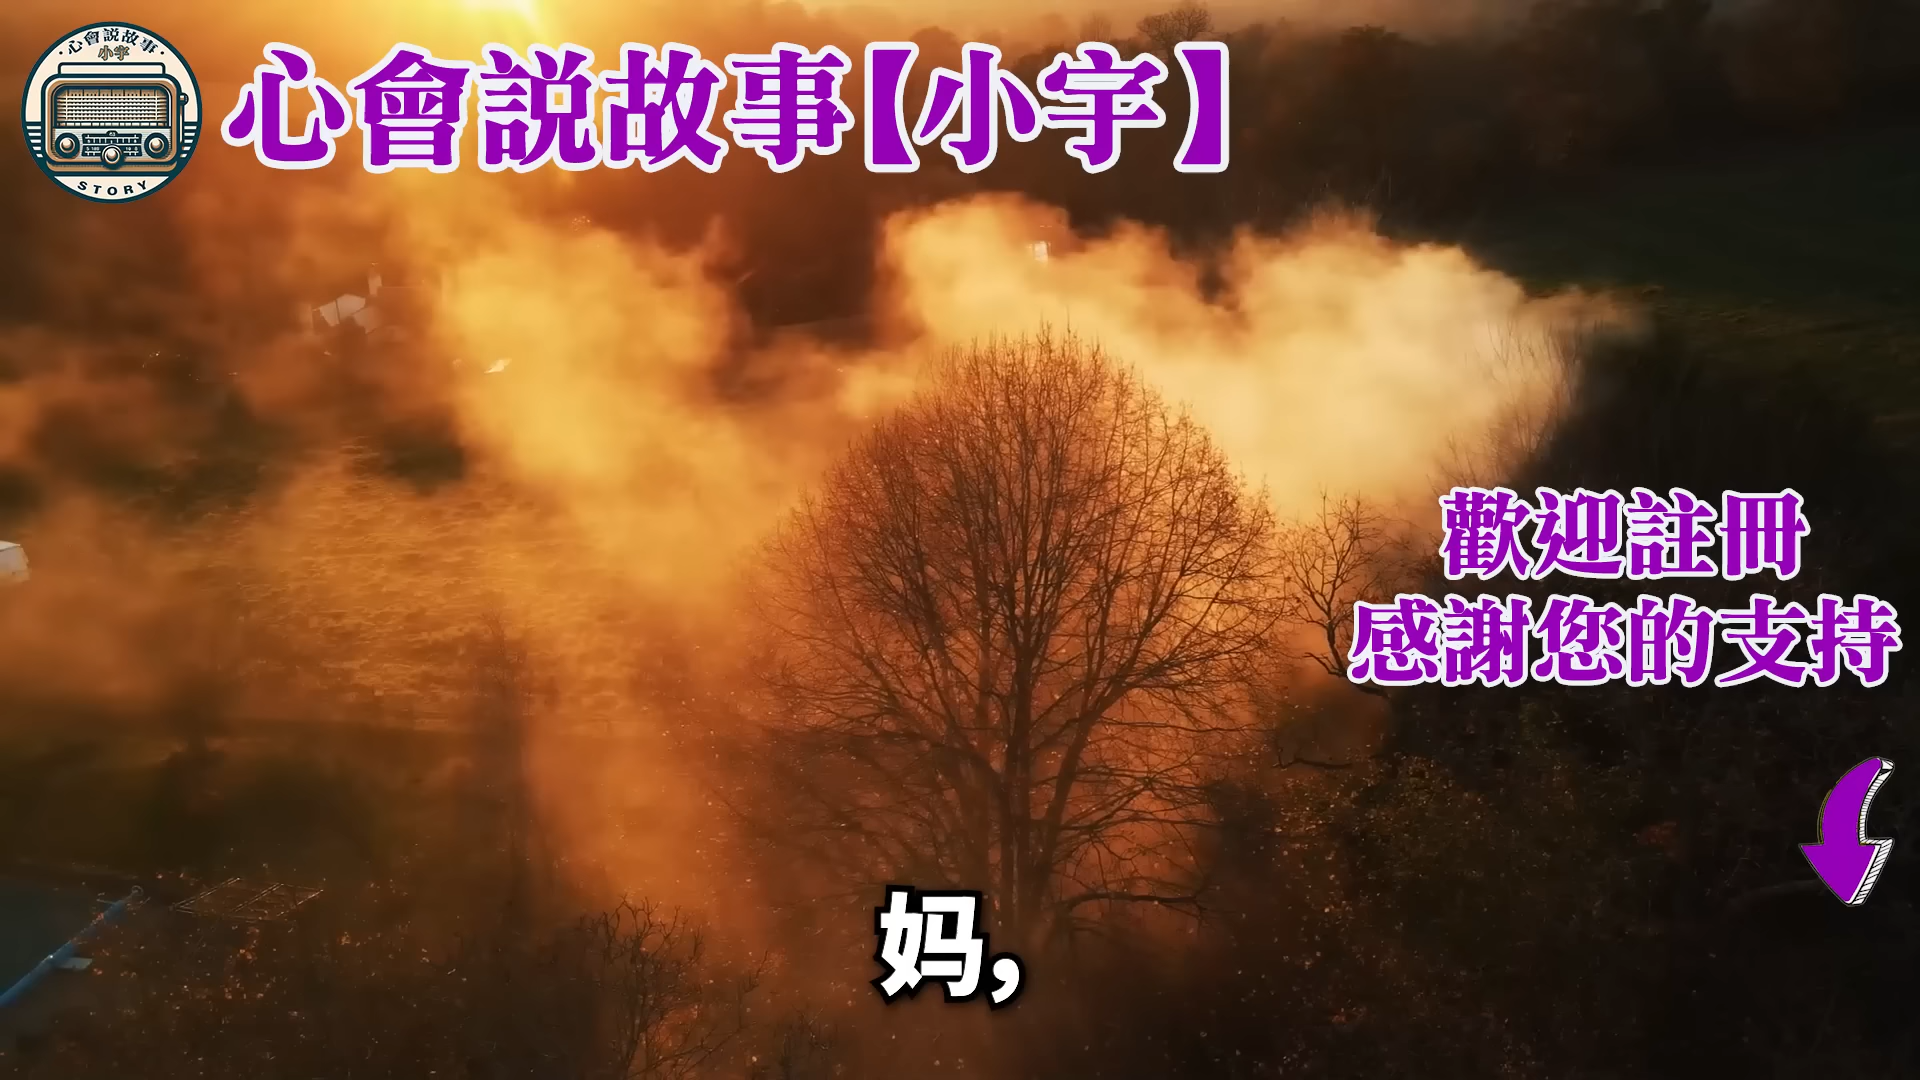 ·心會説故事·
小宇
STORY
心會説故事【小宇】
歡迎註冊
感謝您的支持
妈,